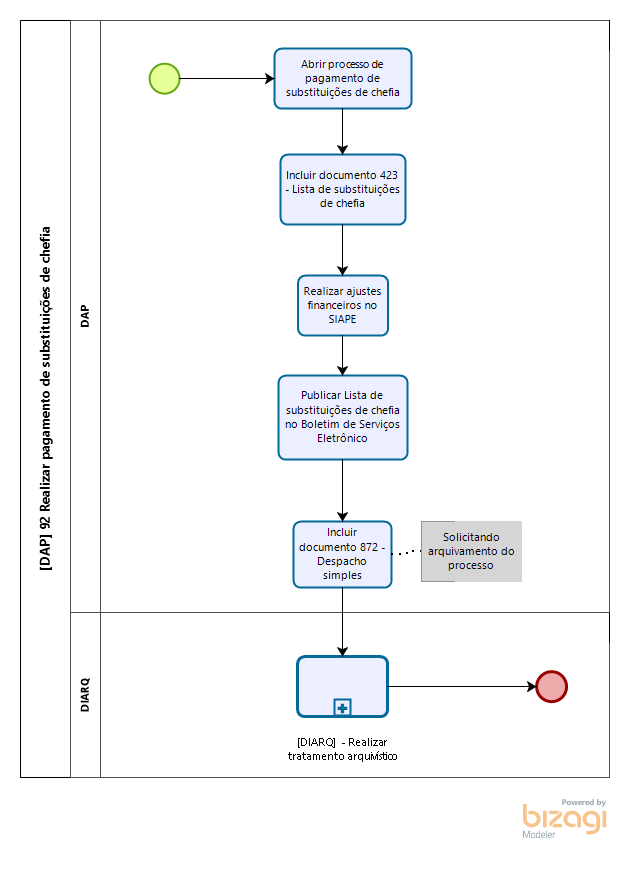 [DAP] 92 Realizar pagamento de substituições de chefia
DAP
Abrir processo de
pagamento de
substituições de chefia
Incluir documento 423
- Lista de substituições
de chefia
Realizar ajustes
financeiros no
SIAPE
Publicar Lista de
substituições de chefia
no Boletim de Serviços
Eletrônico
Incluir
documento 872 -
Despacho
simples
Solicitando
arquivamento do
processo
DIARQ
[DIARQ] - Realizar
tratamento arquivístico
Powered by
bizagi
Modeler